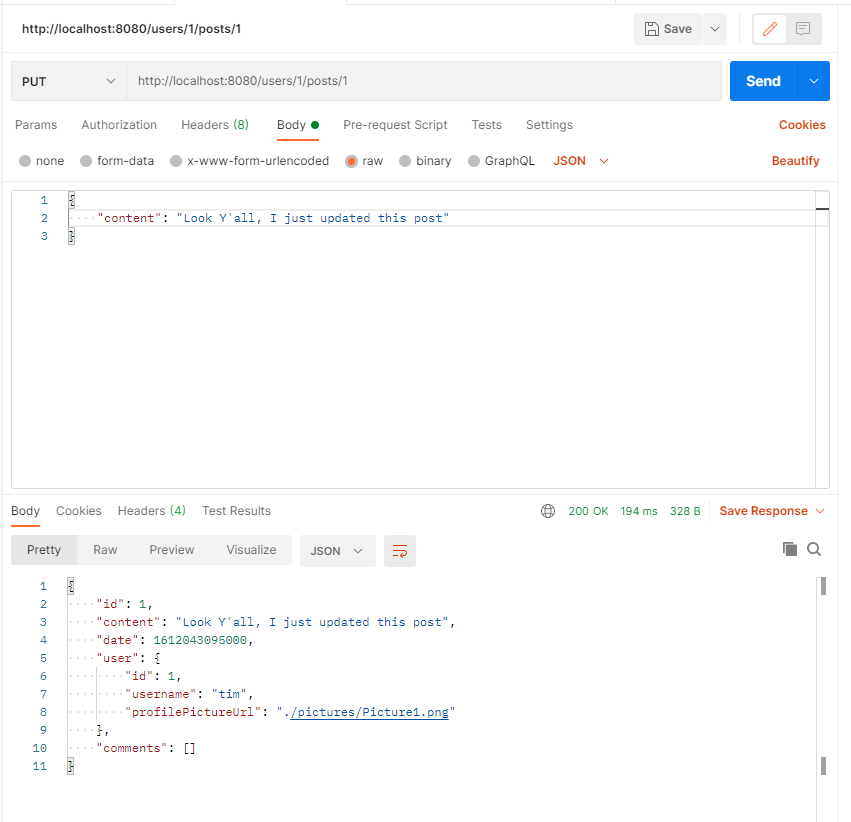 http://localhost:8080/users/1/posts/1 Save
PUT http://localhost:8080/users/1/posts/1 Send
Params Authorization Headers (8) Body Pre-request Script Tests Settings Cookies
none form-data x-www-form-urlencoded raw binary GraphQL JSON Beautify
1 {
2 ····"content": "Look Y'all, I just updated this post"
3 }
Body Cookies Headers (4) Test Results 200 OK 194 ms 328 B Save Response
Pretty Raw Preview Visualize JSON
1 {
2 ····"id": 1,
3 ····"content": "Look Y'all, I just updated this post",
4 ····"date": 1612043095000,
5 ····"user": {
6 ········"id": 1,
7 ········"username": "tim",
8 ········"profilePictureUrl": "./pictures/Picture1.png"
9 ····},
10 ····"comments": []
11 }